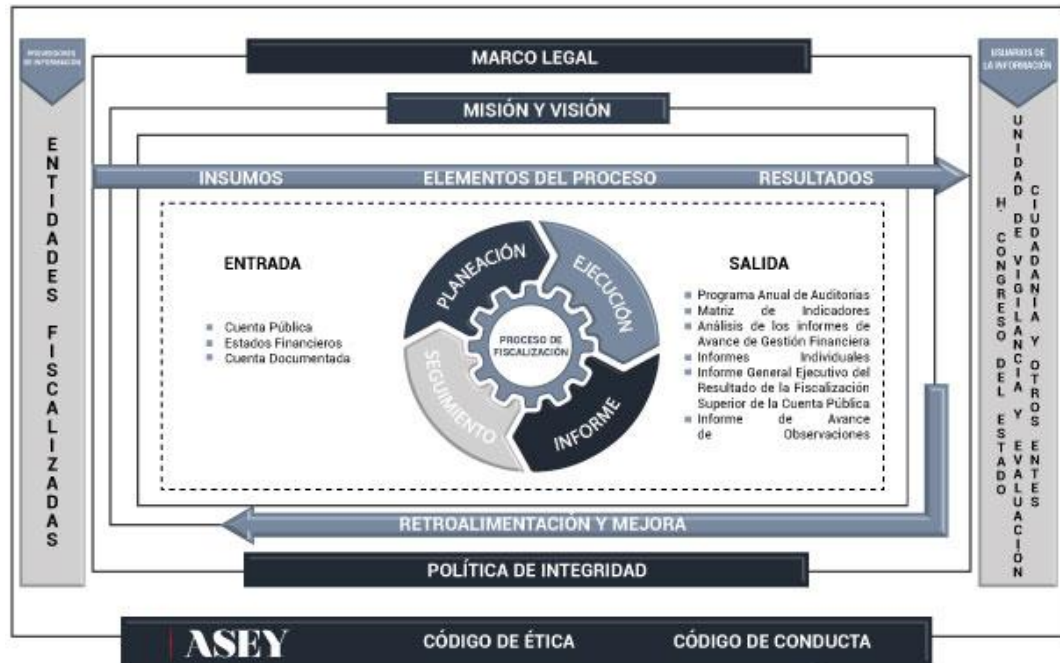 PROVEEDORES
DE INFORMACIÓN
ENTIDADES FISCALIZADAS
MARCO LEGAL
MISIÓN Y VISIÓN
INSUMOS ELEMENTOS DEL PROCESO RESULTADOS
ENTRADA
Cuenta Pública
Estados Financieros
Cuenta Documentada
PLANEACIÓN
EJECUCIÓN
INFORME
SEGUIMIENTO
PROCESO DE
FISCALIZACIÓN
SALIDA
Programa Anual de Auditorías
Matriz de Indicadores
Análisis de los informes de
Avance de Gestión Financiera
Informes Individuales
Informe General Ejecutivo del
Resultado de la Fiscalización
Superior de la Cuenta Pública
Informe de Avance
de Observaciones
RETROALIMENTACIÓN Y MEJORA
POLÍTICA DE INTEGRIDAD
USUARIOS DE
LA INFORMACIÓN
H. CONGRESO DEL ESTADO
UNIDAD DE VIGILANCIA Y EVALUACIÓN
CIUDADANÍA Y OTROS ENTES
ASEY CÓDIGO DE ÉTICA CÓDIGO DE CONDUCTA